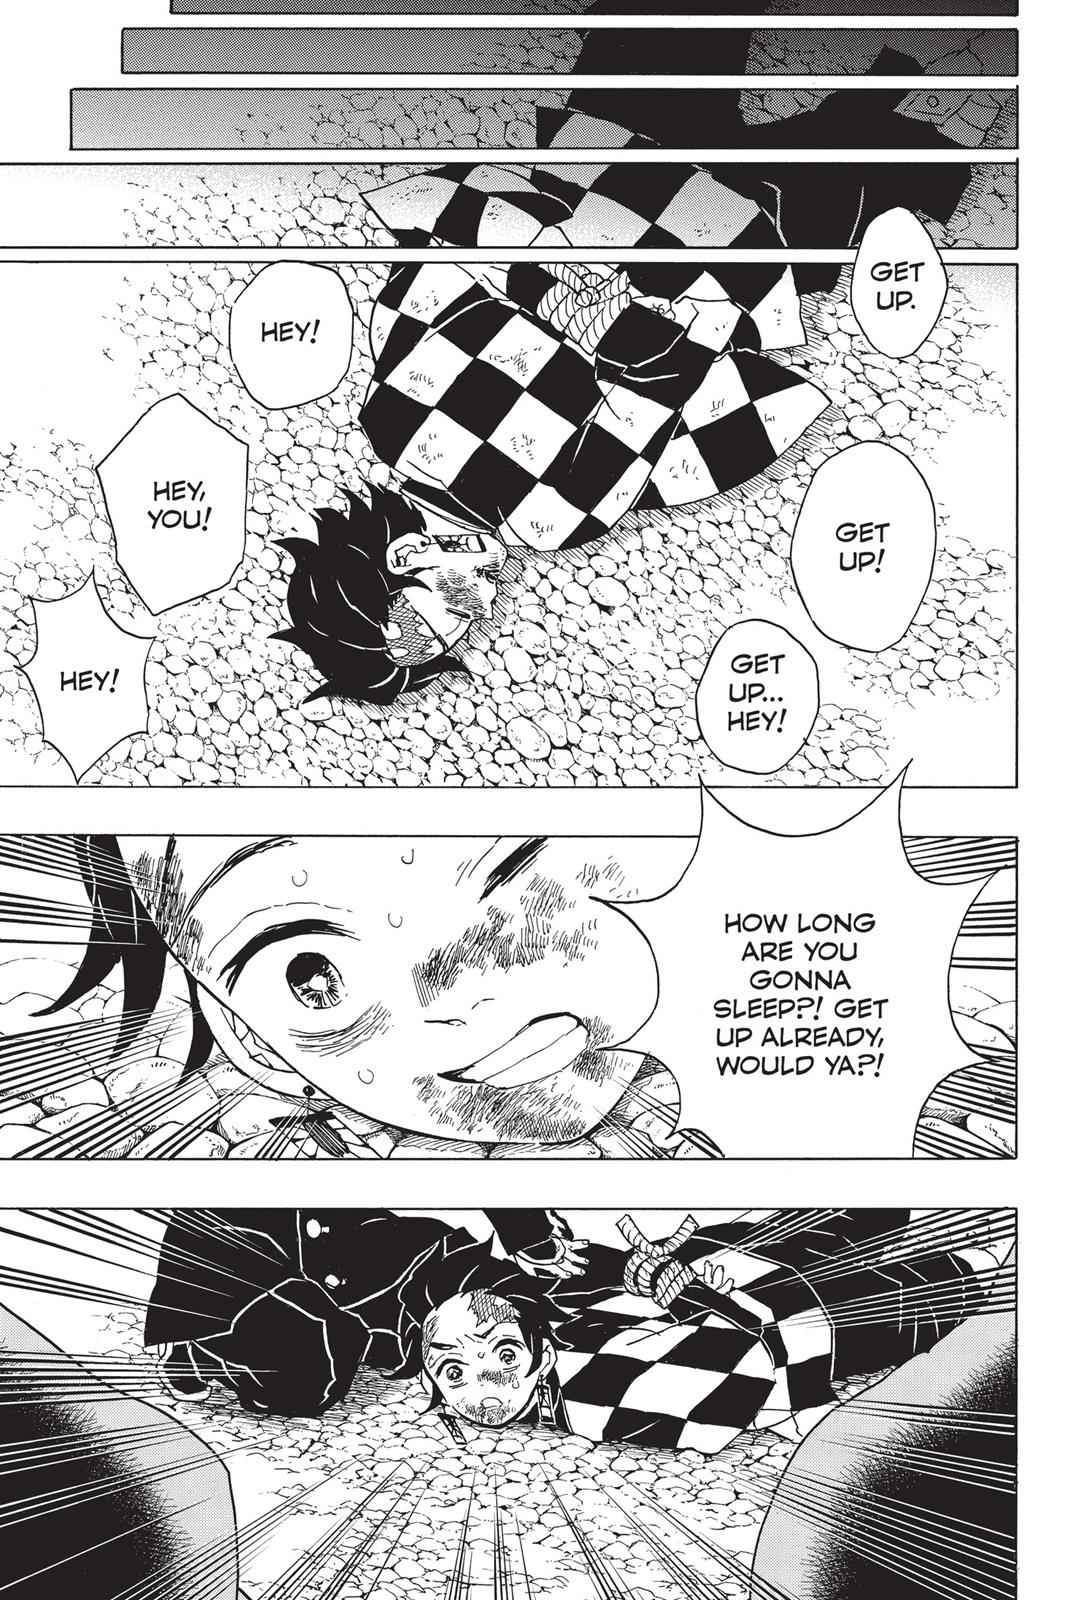 GET
UP.
HEY!
GET
UP!
HEY,
YOU!
GET
UP...
HEY!
HEY!
HOW LONG
ARE YOU
GONNA
SLEEP?! GET
UP ALREADY,
WOULD YA?!